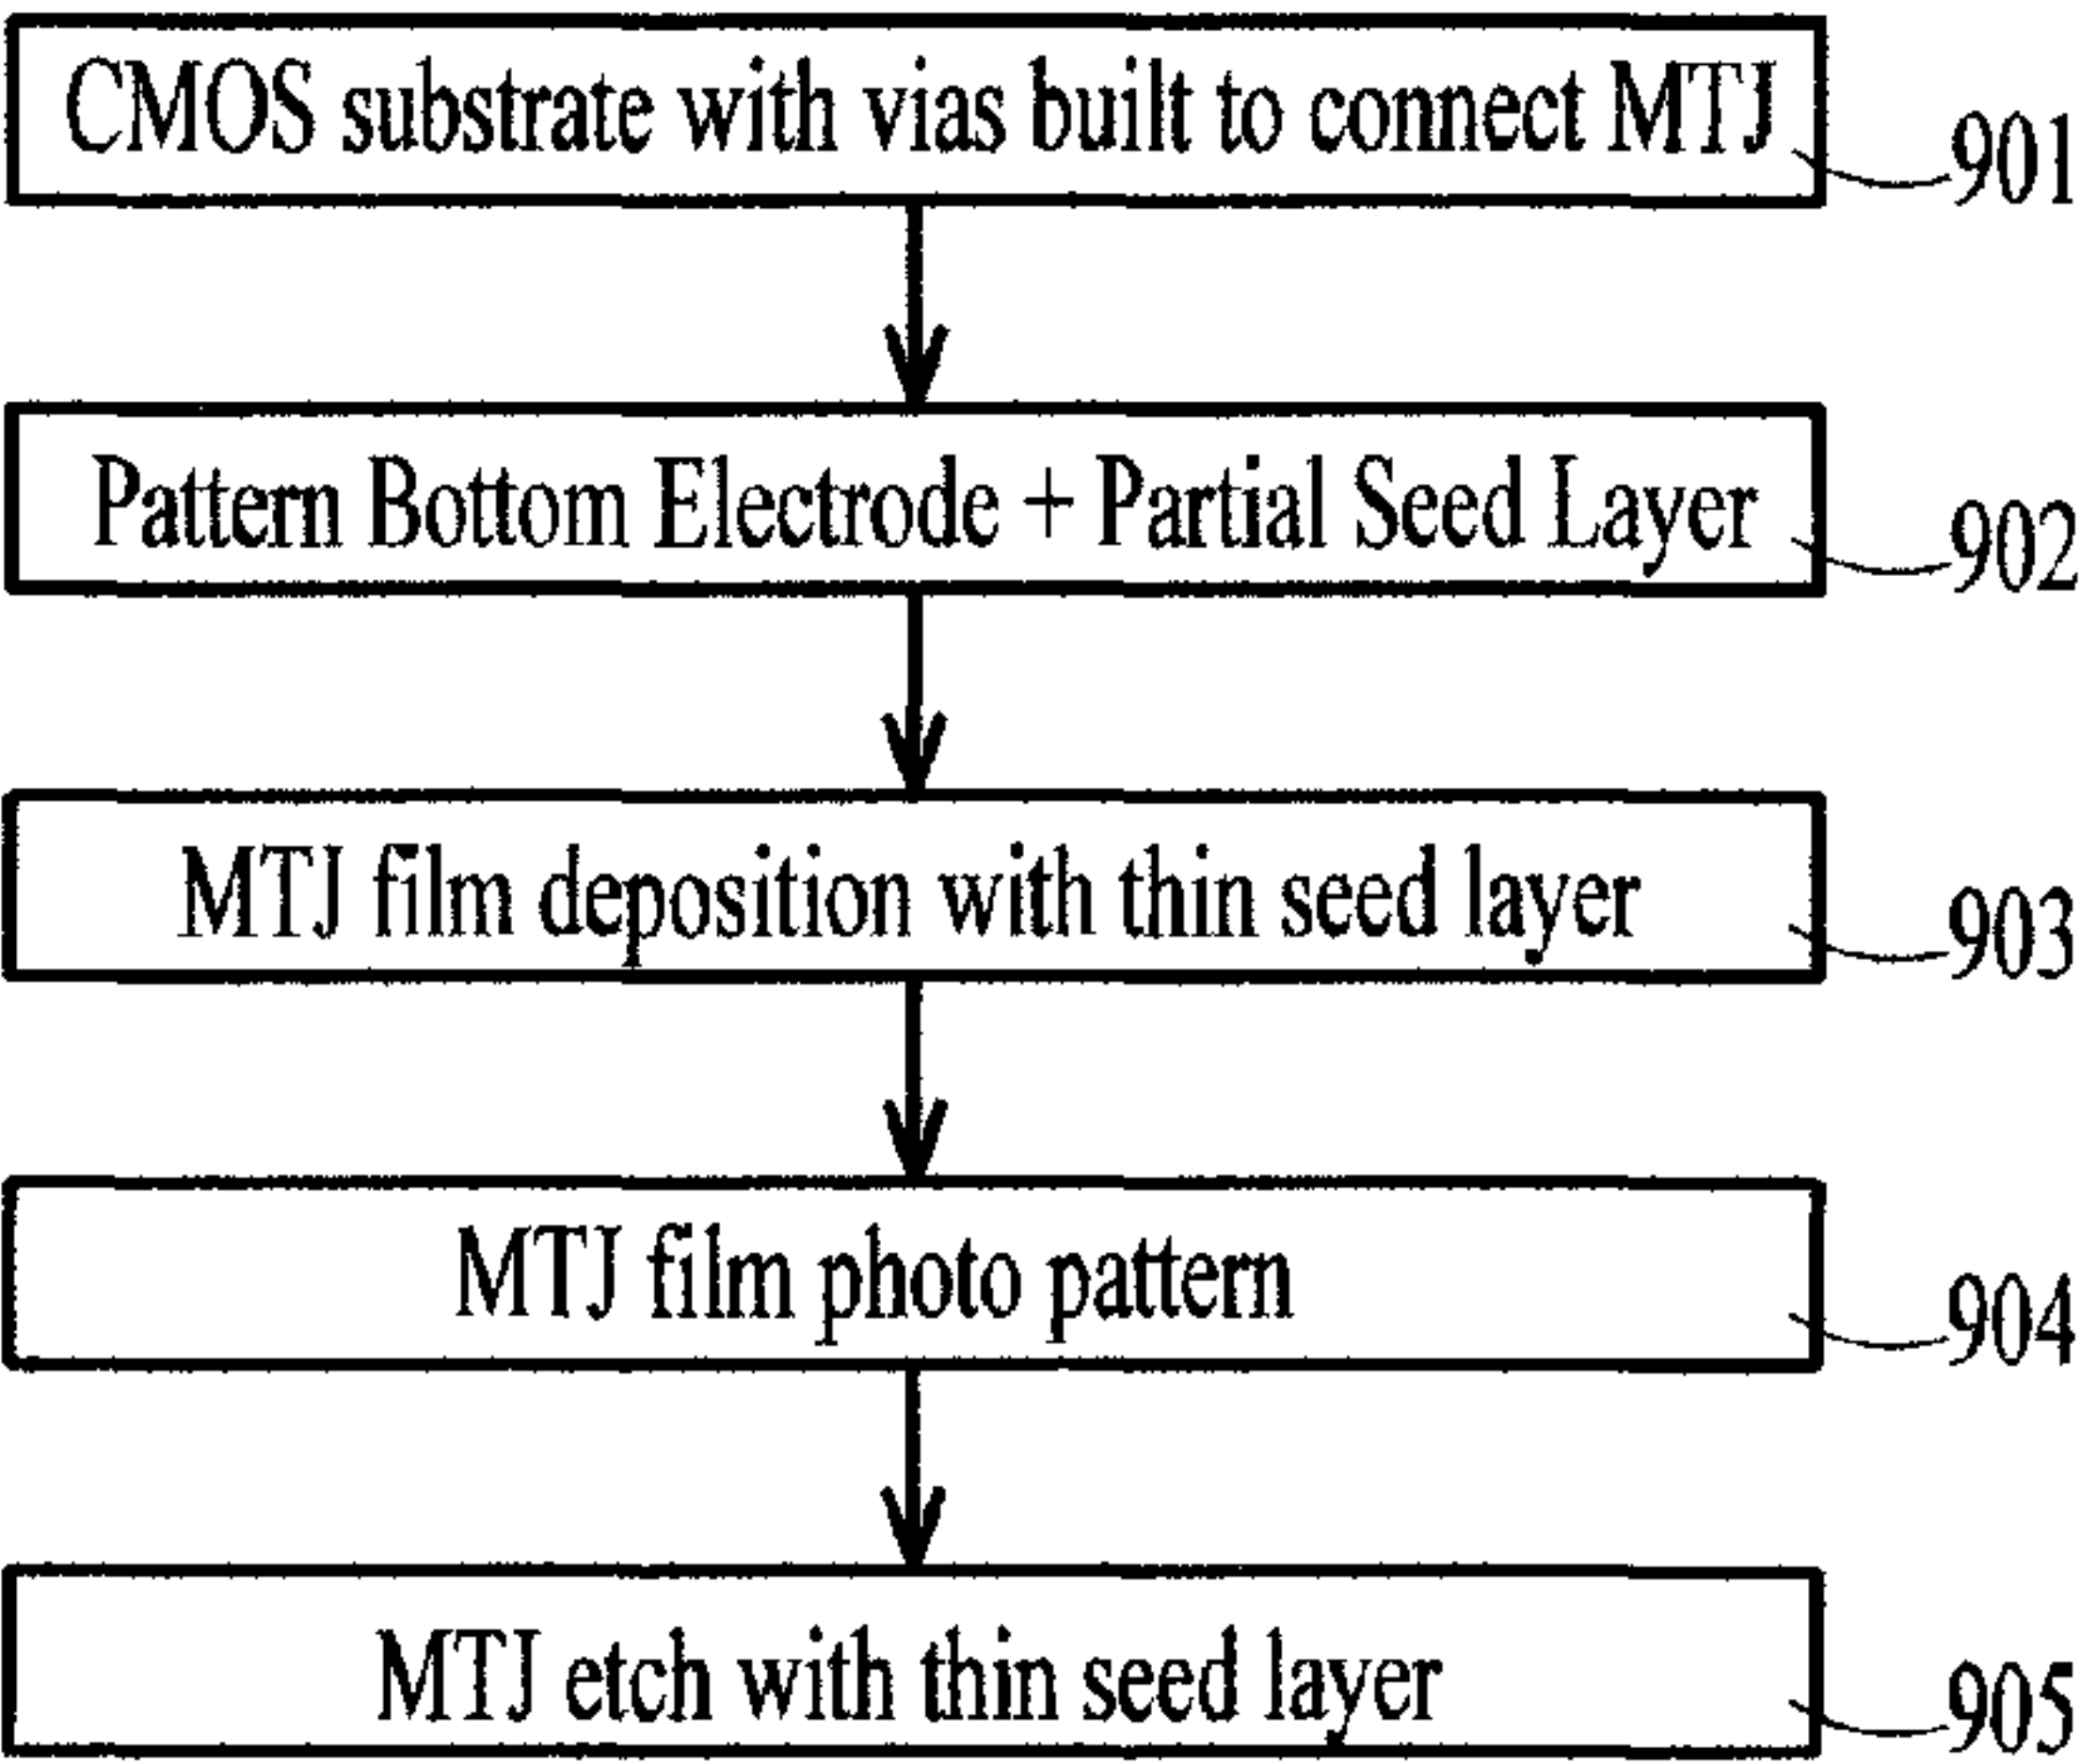 CMOS substrate with vias built to connect MTJ
901
Pattern Bottom Electrode + Partial Seed Layer
902
MTJ film deposition with thin seed layer
903
MTJ film photo pattern
904
MTJ etch with thin seed layer
905